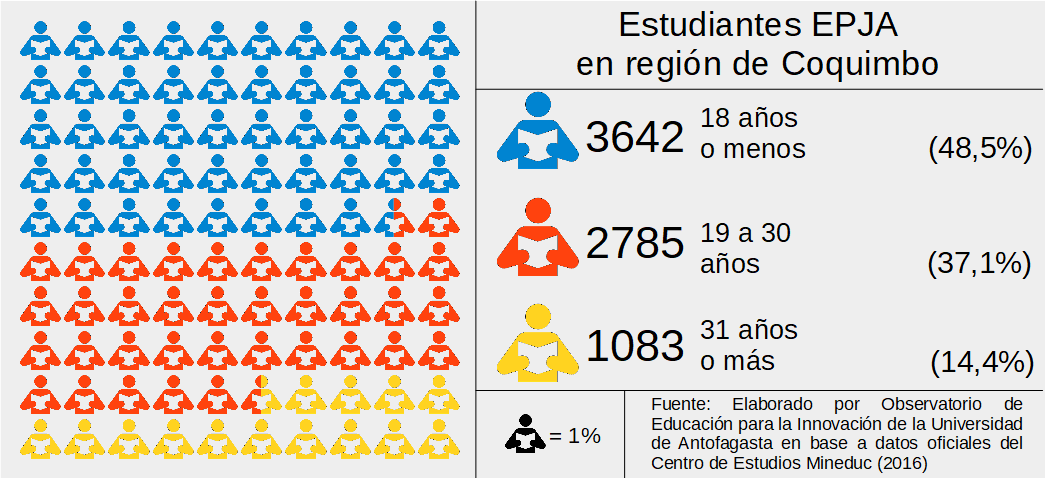 Estudiantes EPJA
en región de Coquimbo
3642
18 años
o menos
(48,5%)
2785
19 a 30
años
(37,1%)
1083
31 años
o más
(14,4%)
= 1%
Fuente: Elaborado por Observatorio de
Educación para la Innovación de la Universidad
de Antofagasta en base a datos oficiales del
Centro de Estudios Mineduc (2016)